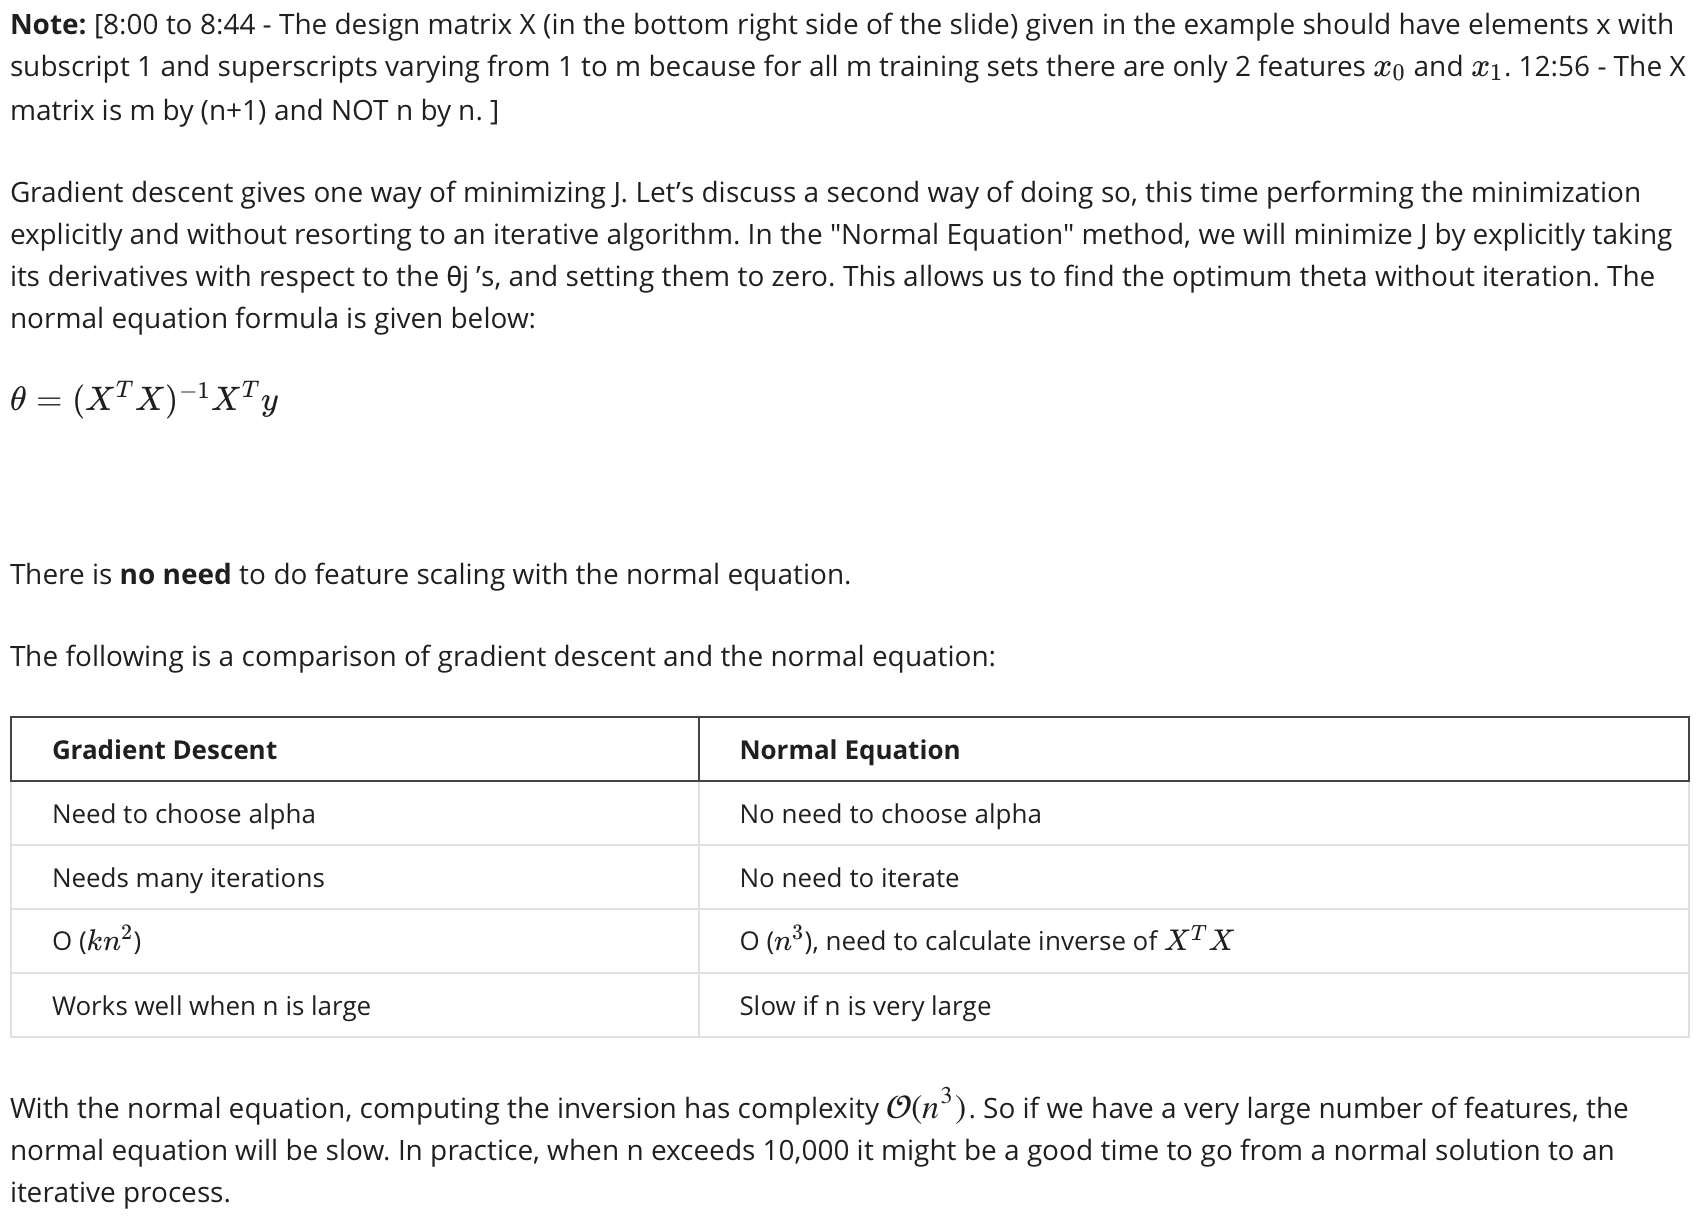 Note: [8:00 to 8:44 - The design matrix X (in the bottom right side of the slide) given in the example should have elements x with
subscript 1 and superscripts varying from 1 to m because for all m training sets there are only 2 features x₀ and x₁. 12:56 - The X
matrix is m by (n+1) and NOT n by n. ]
Gradient descent gives one way of minimizing J. Let’s discuss a second way of doing so, this time performing the minimization
explicitly and without resorting to an iterative algorithm. In the "Normal Equation" method, we will minimize J by explicitly taking
its derivatives with respect to the θj ’s, and setting them to zero. This allows us to find the optimum theta without iteration. The
normal equation formula is given below:
θ = (XᵀX)⁻¹Xᵀy
There is no need to do feature scaling with the normal equation.
The following is a comparison of gradient descent and the normal equation:
Gradient Descent Normal Equation
Need to choose alpha No need to choose alpha
Needs many iterations No need to iterate
O (kn²) O (n³), need to calculate inverse of XᵀX
Works well when n is large Slow if n is very large
With the normal equation, computing the inversion has complexity 𝒪(n³). So if we have a very large number of features, the
normal equation will be slow. In practice, when n exceeds 10,000 it might be a good time to go from a normal solution to an
iterative process.